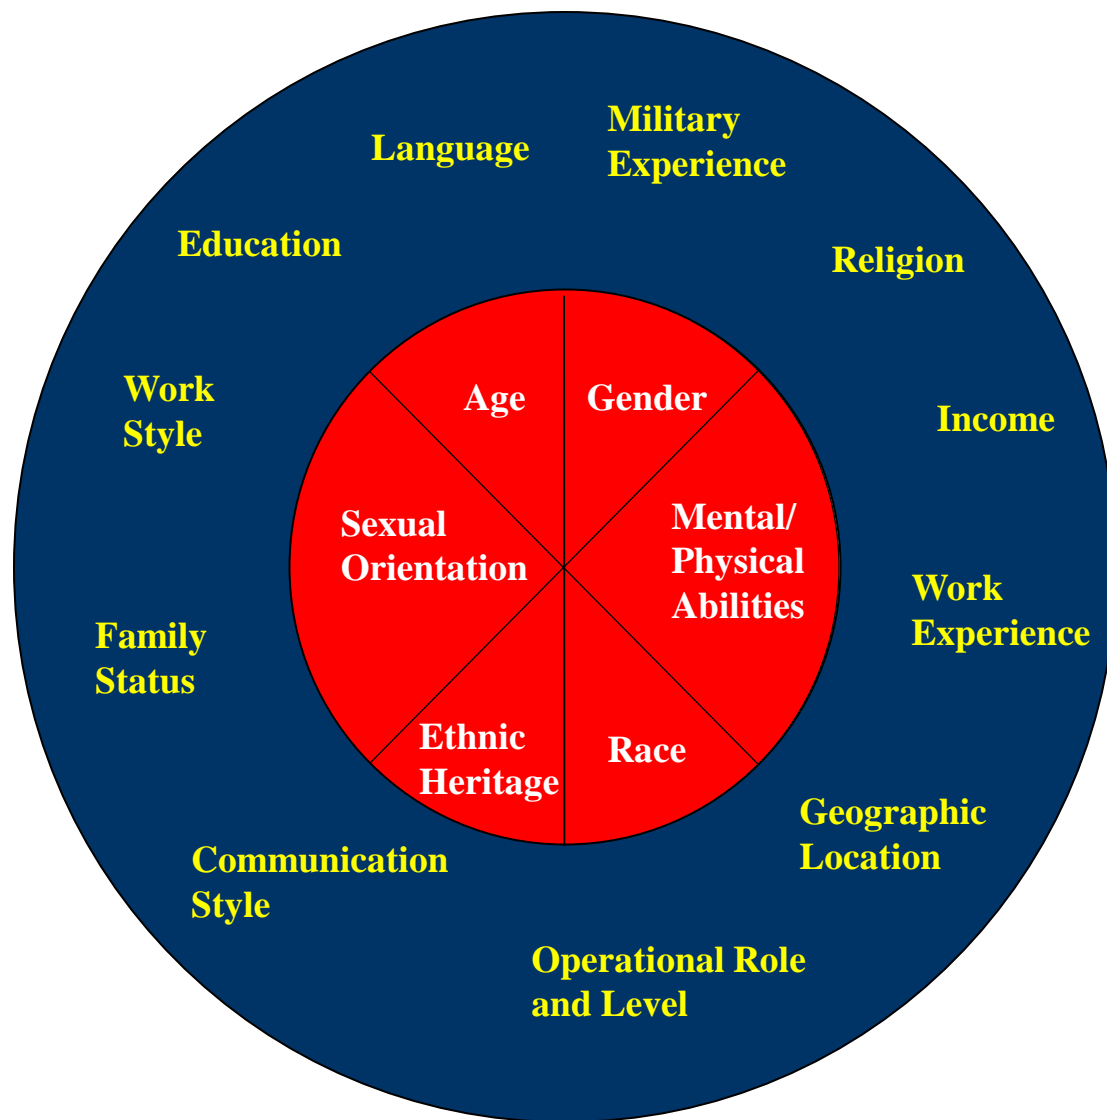 Language
Military
Experience
Education
Religion
Work
Style
Income
Age
Gender
Sexual
Orientation
Mental/
Physical
Abilities
Work
Experience
Family
Status
Ethnic
Heritage
Race
Geographic
Location
Communication
Style
Operational Role
and Level